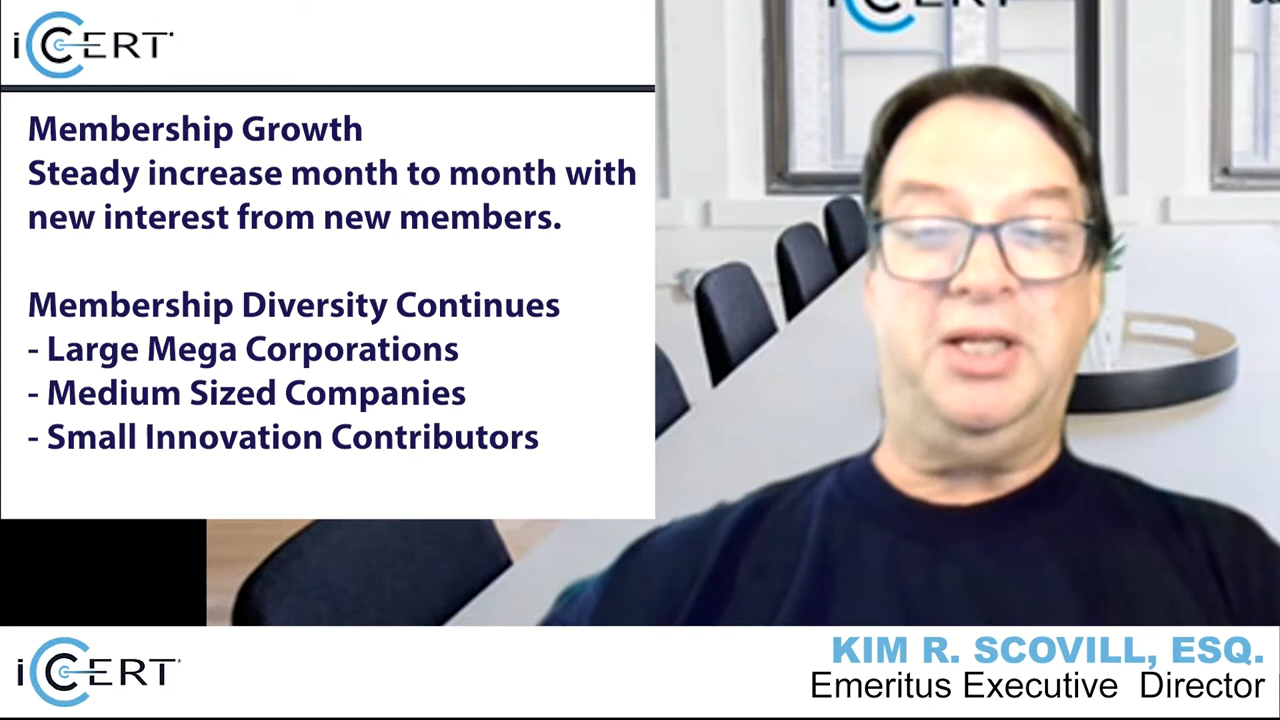 iCERT
CERT
Membership Growth
Steady increase month to month with
new interest from new members.
Membership Diversity Continues
- Large Mega Corporations
- Medium Sized Companies
- Small Innovation Contributors
iCERT
KIM R. SCOVILL, ESQ.
Emeritus Executive Director